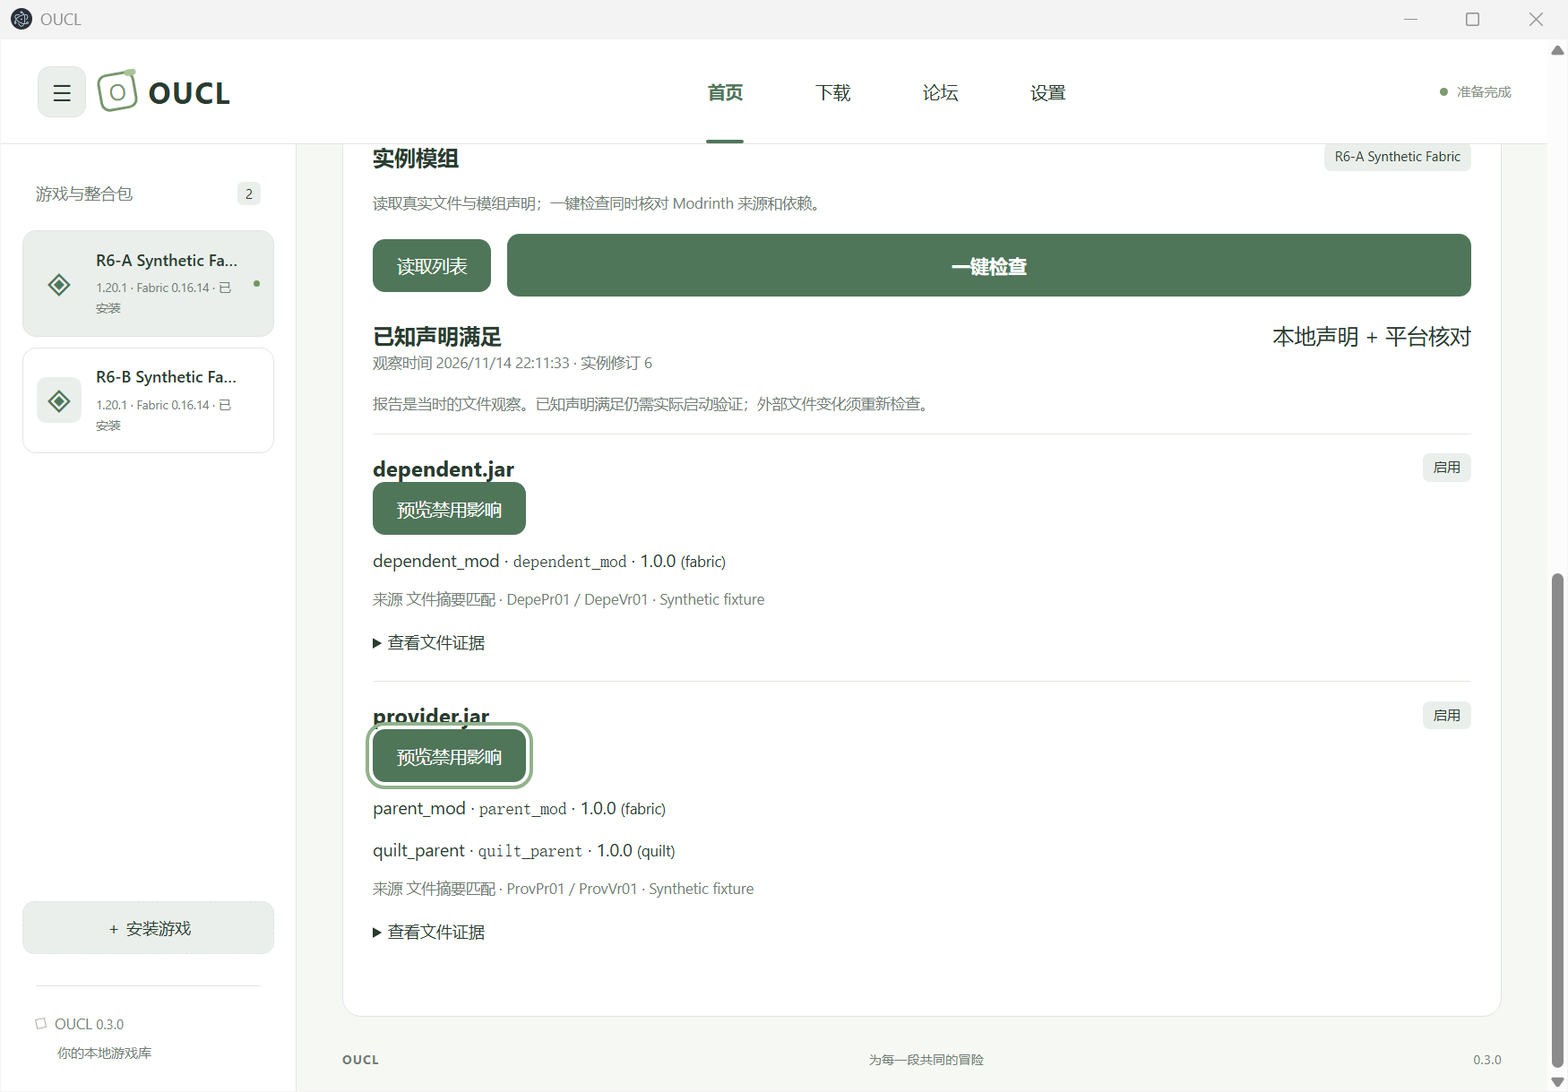 OUCL
☰
OUCL
首页
下载
论坛
设置
准备完成
游戏与整合包
2
R6-A Synthetic Fa...
1.20.1 · Fabric 0.16.14 · 已
安装
R6-B Synthetic Fa...
1.20.1 · Fabric 0.16.14 · 已
安装
+ 安装游戏
OUCL 0.3.0
你的本地游戏库
实例模组
R6-A Synthetic Fabric
读取真实文件与模组声明；一键检查同时核对 Modrinth 来源和依赖。
读取列表
一键检查
已知声明满足
本地声明 + 平台核对
观察时间 2026/11/14 22:11:33 · 实例修订 6
报告是当时的文件观察。已知声明满足仍需实际启动验证；外部文件变化须重新检查。
dependent.jar
启用
预览禁用影响
dependent_mod · dependent_mod · 1.0.0 (fabric)
来源 文件摘要匹配 · DepePr01 / DepeVr01 · Synthetic fixture
▶ 查看文件证据
provider.jar
启用
预览禁用影响
parent_mod · parent_mod · 1.0.0 (fabric)
quilt_parent · quilt_parent · 1.0.0 (quilt)
来源 文件摘要匹配 · ProvPr01 / ProvVr01 · Synthetic fixture
▶ 查看文件证据
OUCL
为每一段共同的冒险
0.3.0